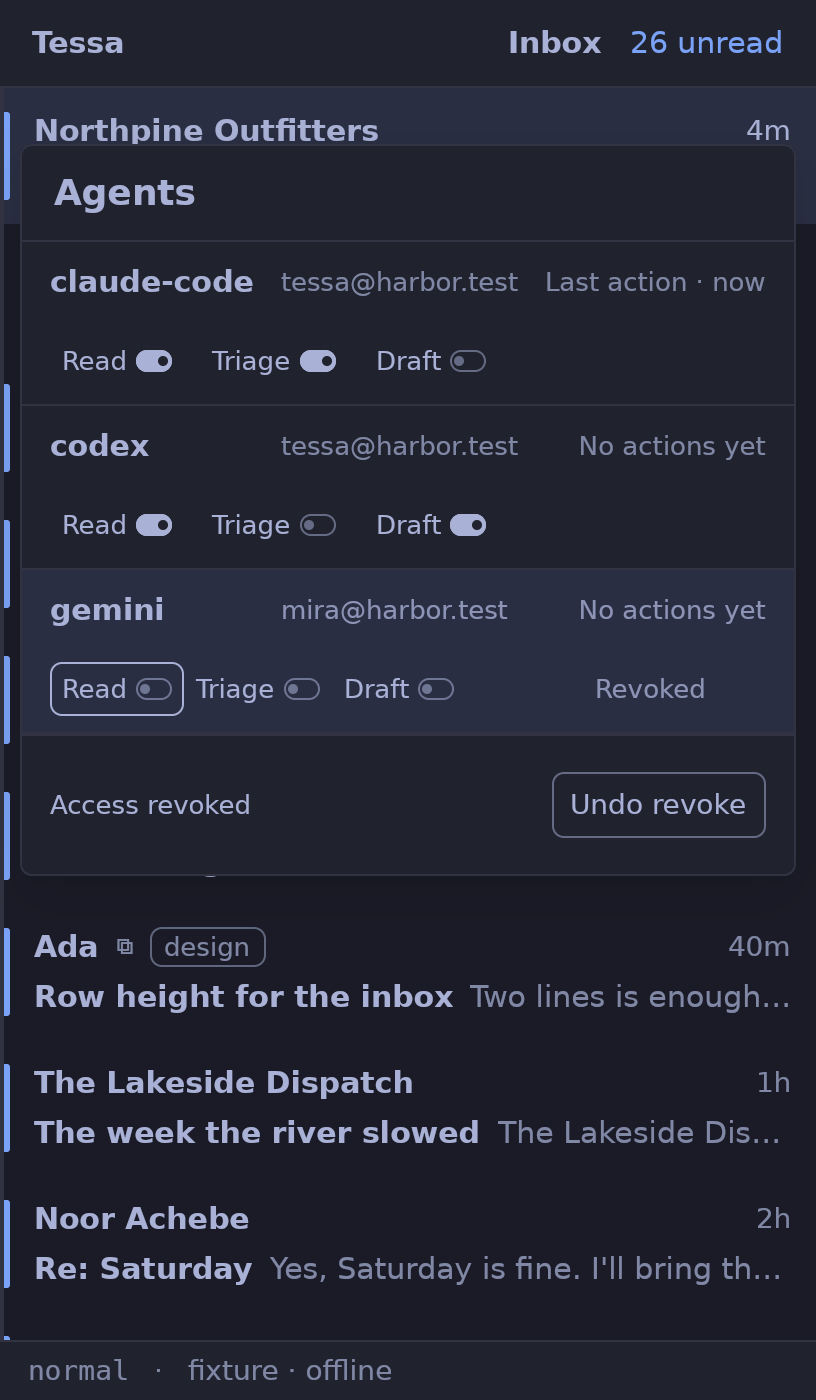 Tessa Inbox 26 unread
Northpine Outfitters 4m
Agents
claude-code tessa@harbor.test Last action · now
Read Triage Draft
codex tessa@harbor.test No actions yet
Read Triage Draft
gemini mira@harbor.test No actions yet
Read Triage Draft Revoked
Access revoked Undo revoke
Ada design 40m
Row height for the inbox Two lines is enough…
The Lakeside Dispatch 1h
The week the river slowed The Lakeside Dis…
Noor Achebe 2h
Re: Saturday Yes, Saturday is fine. I'll bring th…
normal · fixture · offline